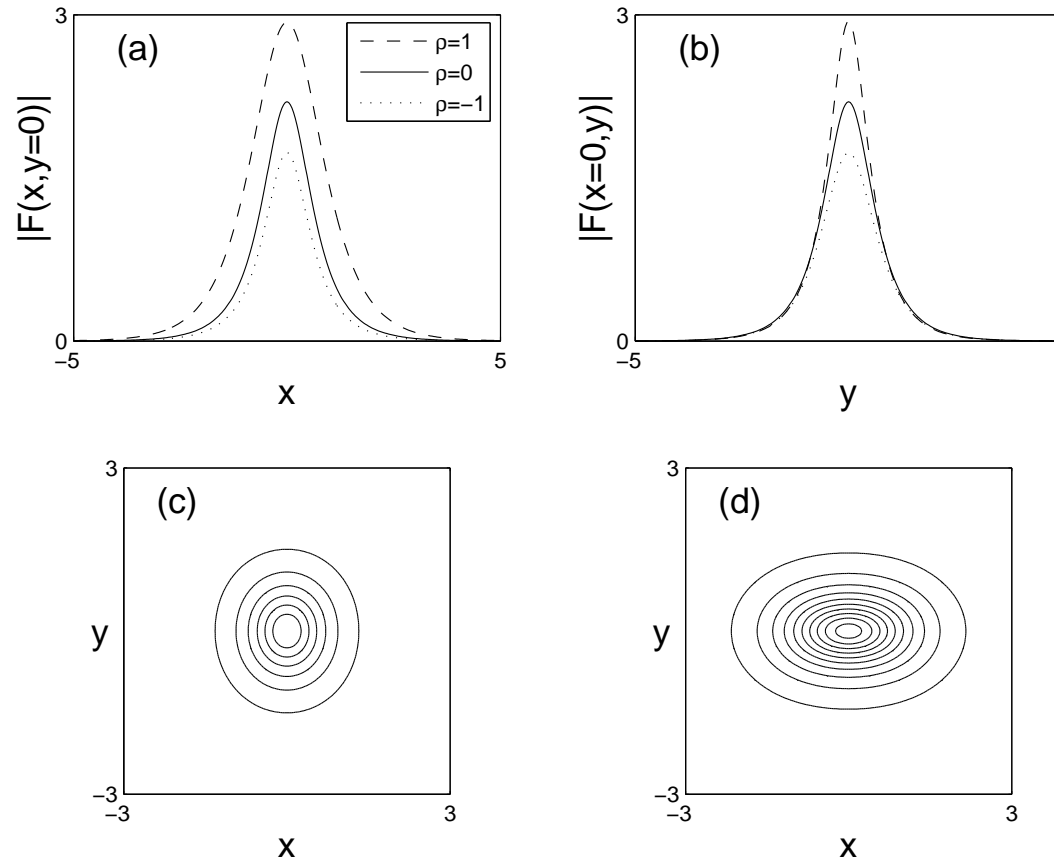 3
(a)
ρ=1
ρ=0
ρ=−1
|F(x,y=0)|
0
−5
5
x
3
(b)
|F(x=0,y)|
0
−5
y
3
(c)
y
−3
−3
3
x
3
(d)
y
−3
−3
3
x